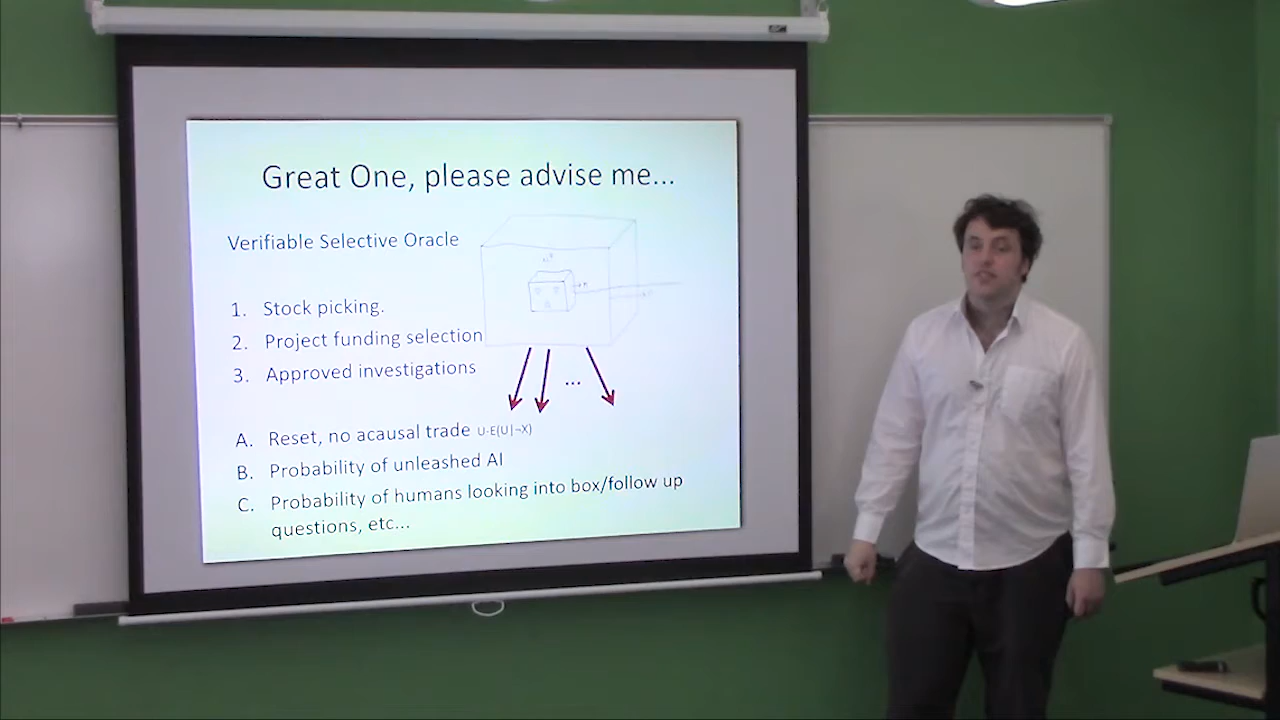 Great One, please advise me...
Verifiable Selective Oracle
1. Stock picking.
2. Project funding selection
3. Approved investigations
...
A. Reset, no acausal trade U-E(U|¬X)
B. Probability of unleashed AI
C. Probability of humans looking into box/follow up
questions, etc...